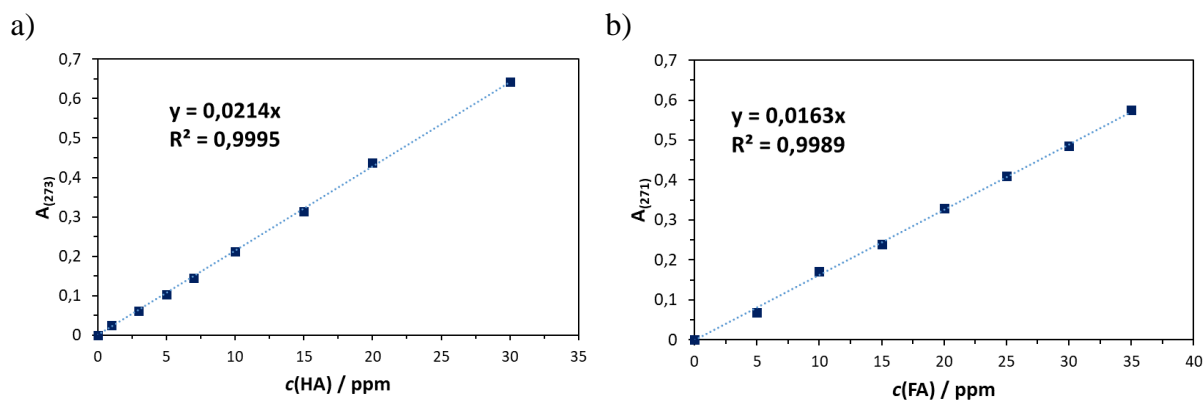 a)
0,7
0,6
0,5
0,4
0,3
0,2
0,1
0
A(273)
y = 0,0214x
R² = 0,9995
0 5 10 15 20 25 30 35
c(HA) / ppm
b)
0,7
0,6
0,5
0,4
0,3
0,2
0,1
0
A(271)
y = 0,0163x
R² = 0,9989
0 5 10 15 20 25 30 35 40
c(FA) / ppm